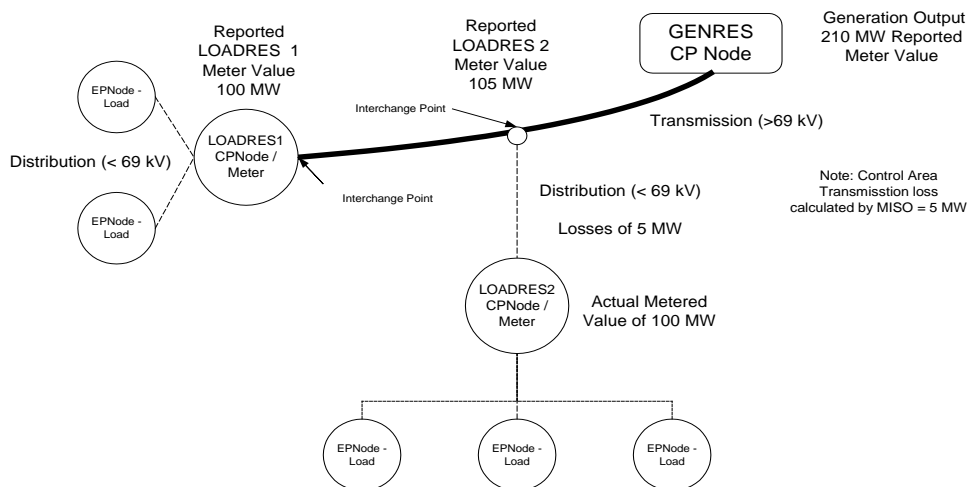 Reported
LOADRES 1
Meter Value
100 MW
Reported
LOADRES 2
Meter Value
105 MW
GENRES
CP Node
Generation Output
210 MW Reported
Meter Value
EPNode -
Load
Interchange Point
Transmission (>69 kV)
LOADRES1
CPNode /
Meter
Distribution (< 69 kV)
Interchange Point
EPNode -
Load
Distribution (< 69 kV)
Losses of 5 MW
Note: Control Area
Transmisstion loss
calculated by MISO = 5 MW
LOADRES2
CPNode /
Meter
Actual Metered
Value of 100 MW
EPNode -
Load
EPNode -
Load
EPNode -
Load